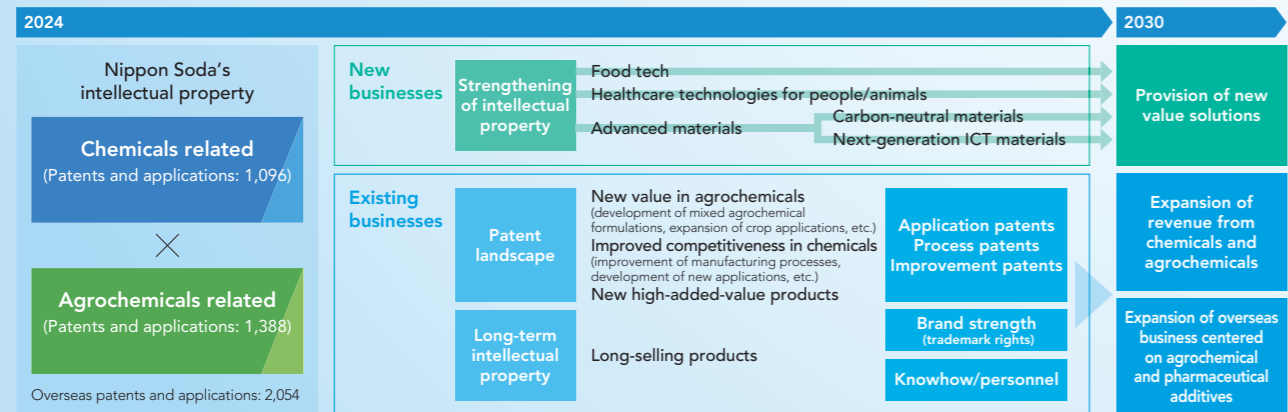 2024
2030
Nippon Soda's
intellectual property
Chemicals related
(Patents and applications: 1,096)
Agrochemicals related
(Patents and applications: 1,388)
Overseas patents and applications: 2,054
New
businesses
Strengthening
of intellectual
property
Food tech
Healthcare technologies for people/animals
Advanced materials
Carbon-neutral materials
Next-generation ICT materials
Provision of new
value solutions
Existing
businesses
Patent
landscape
New value in agrochemicals
(development of mixed agrochemical
formulations, expansion of crop applications, etc.)
Improved competitiveness in chemicals
(improvement of manufacturing processes,
development of new applications, etc.)
New high-added-value products
Long-term
intellectual
property
Long-selling products
Application patents
Process patents
Improvement patents
Brand strength
(trademark rights)
Knowhow/personnel
Expansion of
revenue from
chemicals and
agrochemicals
Expansion of overseas
business centered
on agrochemical
and pharmaceutical
additives